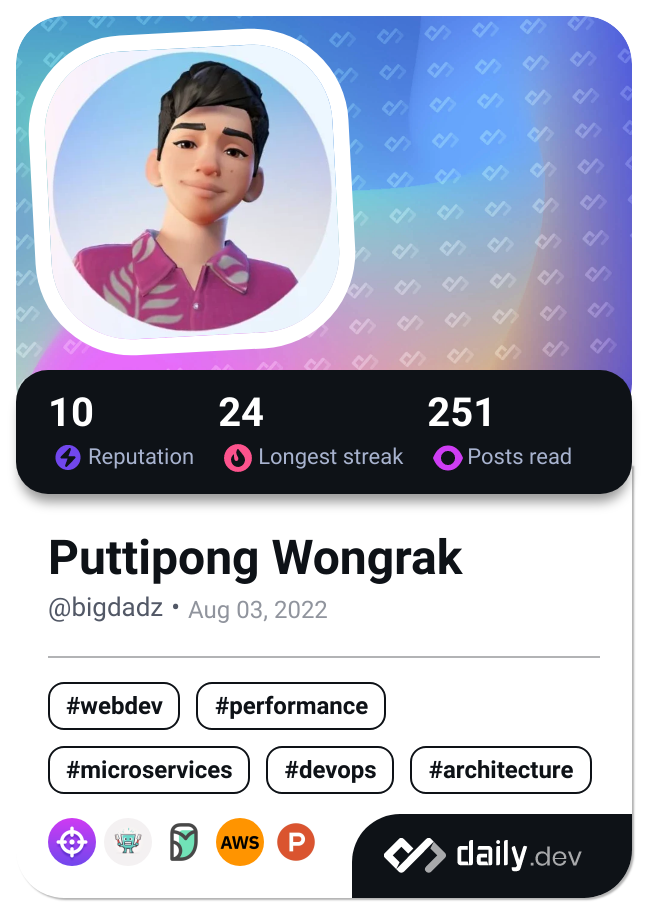 10 24 251
Reputation Longest streak Posts read
Puttipong Wongrak
@bigdadz • Aug 03, 2022
#webdev #performance
#microservices #devops #architecture
AWS P
daily.dev